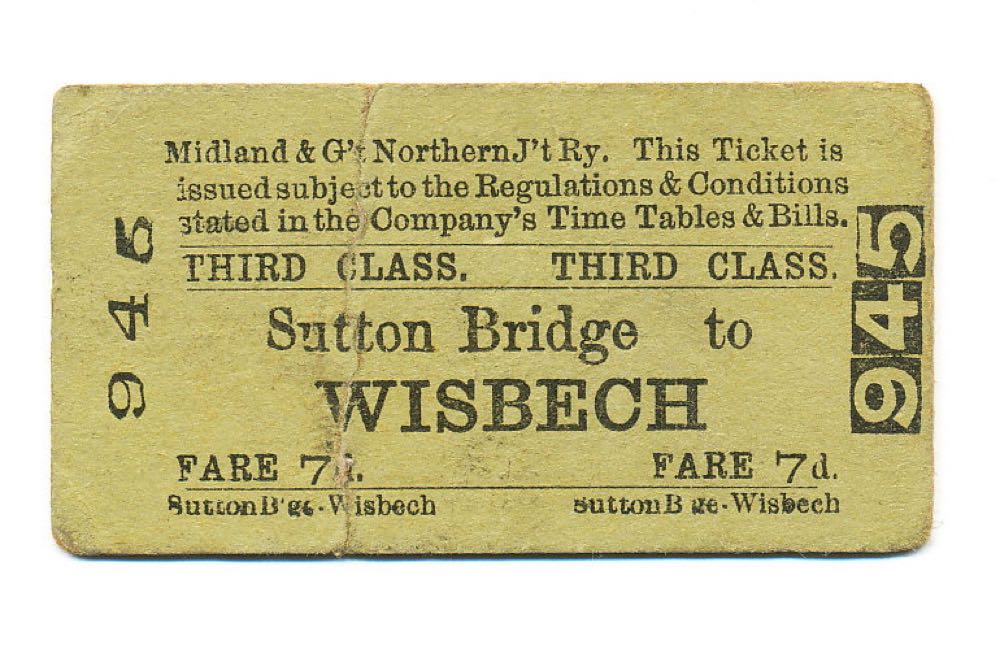 Midland & G't Northern J't Ry. This Ticket is
issued subject to the Regulations & Conditions
stated in the Company's Time Tables & Bills.
THIRD CLASS. THIRD CLASS.
Sutton Bridge to
WISBECH
FARE 7d. FARE 7d.
Sutton B'ge-Wisbech Sutton B'ge-Wisbech
945
945